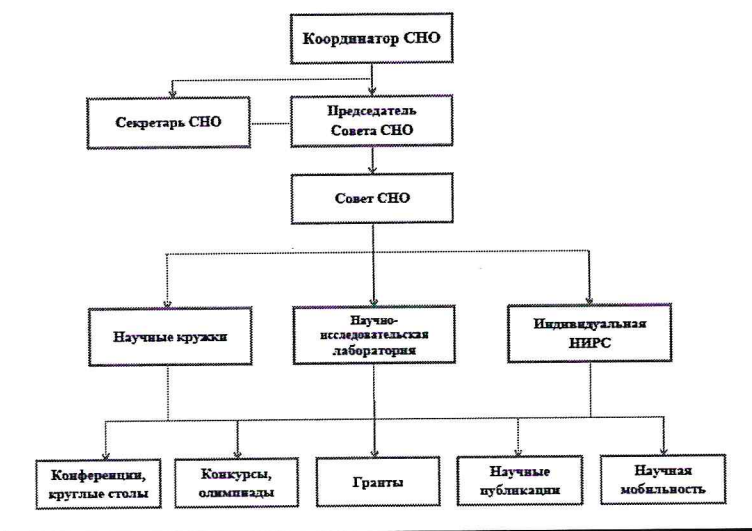 Координатор СНО
Секретарь СНО
Председатель
Совета СНО
Совет СНО
Научные кружки
Научно-
исследовательская
лаборатория
Индивидуальная
НИРС
Конференции,
круглые столы
Конкурсы,
олимпиады
Гранты
Научные
публикации
Научная
мобильность